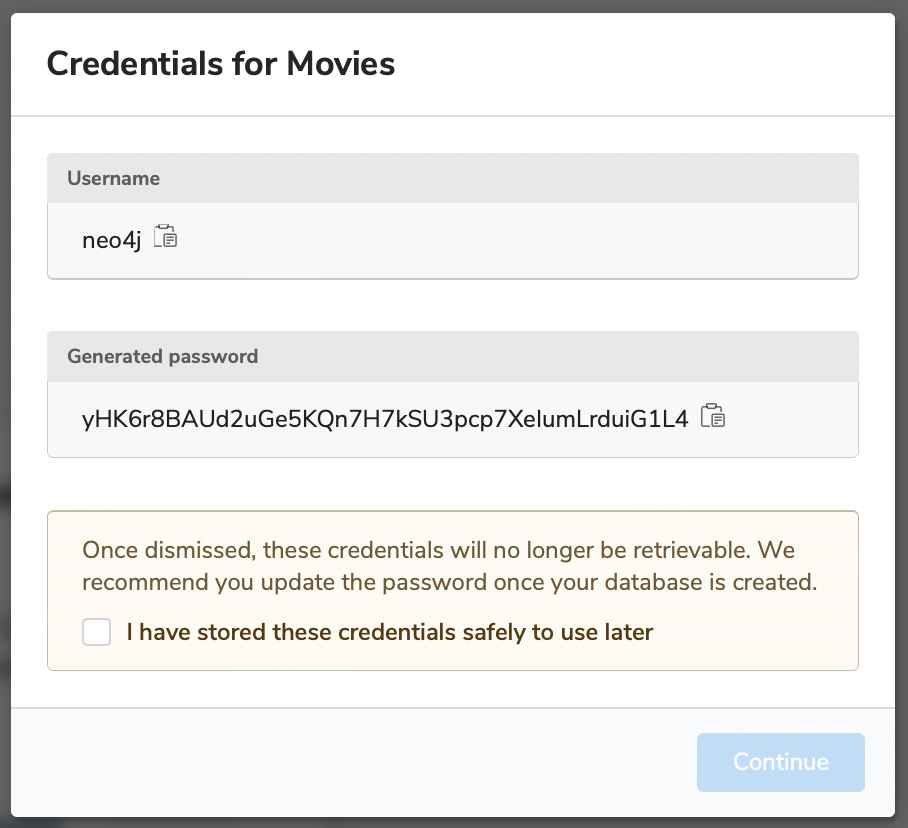 Credentials for Movies
Username
neo4j
Generated password
yHK6r8BAUd2uGe5KQn7H7kSU3pcp7XelumLrduiG1L4
Once dismissed, these credentials will no longer be retrievable. We
recommend you update the password once your database is created.
I have stored these credentials safely to use later
Continue